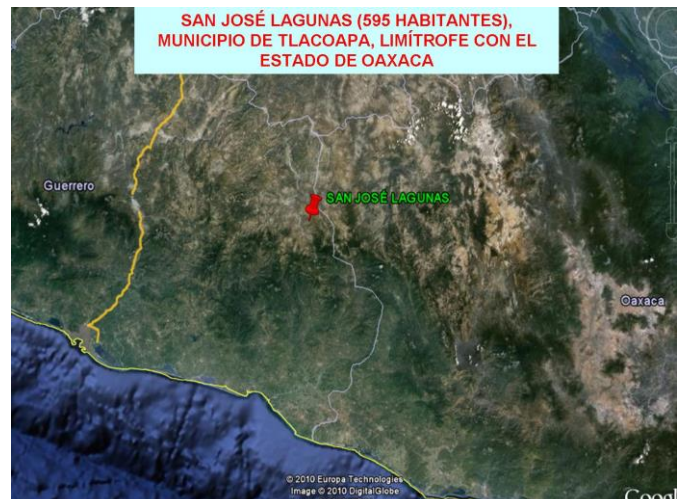 SAN JOSÉ LAGUNAS (595 HABITANTES),
MUNICIPIO DE TLACOAPA, LIMÍTROFE CON EL
ESTADO DE OAXACA
Guerrero
SAN JOSÉ LAGUNAS
Oaxaca
© 2010 Europa Technologies
Image © 2010 DigitalGlobe
Googl